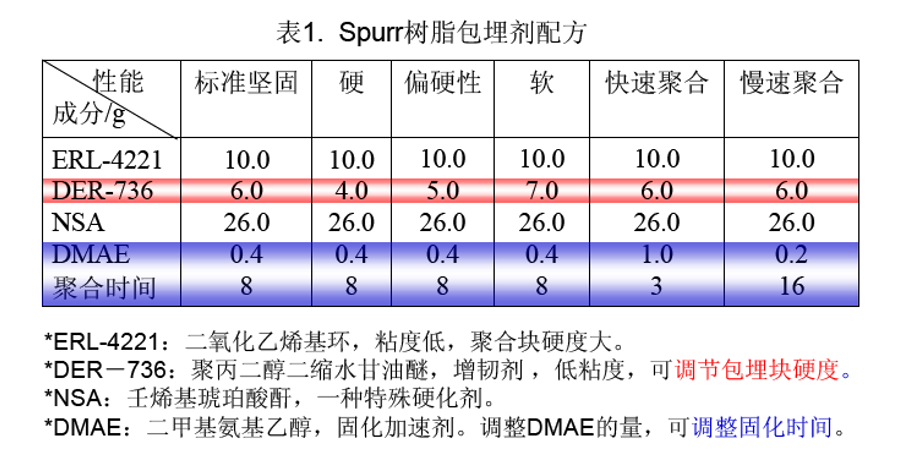 表1. Spurr树脂包埋剂配方
性能 成分/g 标准坚固 硬 偏硬性 软 快速聚合 慢速聚合
ERL-4221 10.0 10.0 10.0 10.0 10.0 10.0
DER-736 6.0 4.0 5.0 7.0 6.0 6.0
NSA 26.0 26.0 26.0 26.0 26.0 26.0
DMAE 0.4 0.4 0.4 0.4 1.0 0.2
聚合时间 8 8 8 8 3 16
*ERL-4221：二氧化乙烯基环，粘度低，聚合块硬度大。
*DER－736：聚丙二醇二缩水甘油醚，增韧剂，低粘度，可调节包埋块硬度。
*NSA：壬烯基琥珀酸酐，一种特殊硬化剂。
*DMAE：二甲基氨基乙醇，固化加速剂。调整DMAE的量，可调整固化时间。